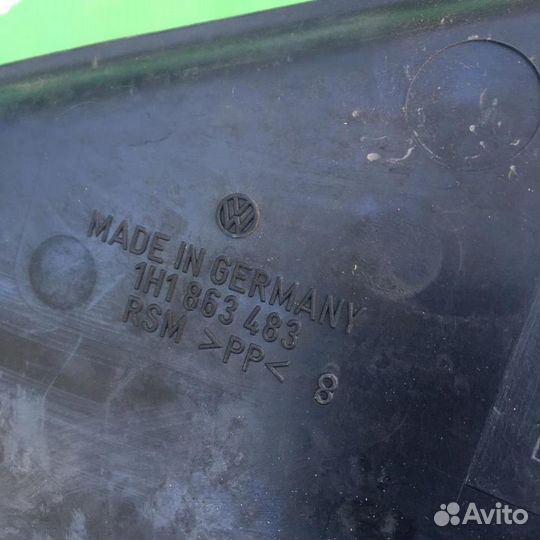 MADE IN GERMANY
1H1 863 483
RSM >PP<
8
Avito